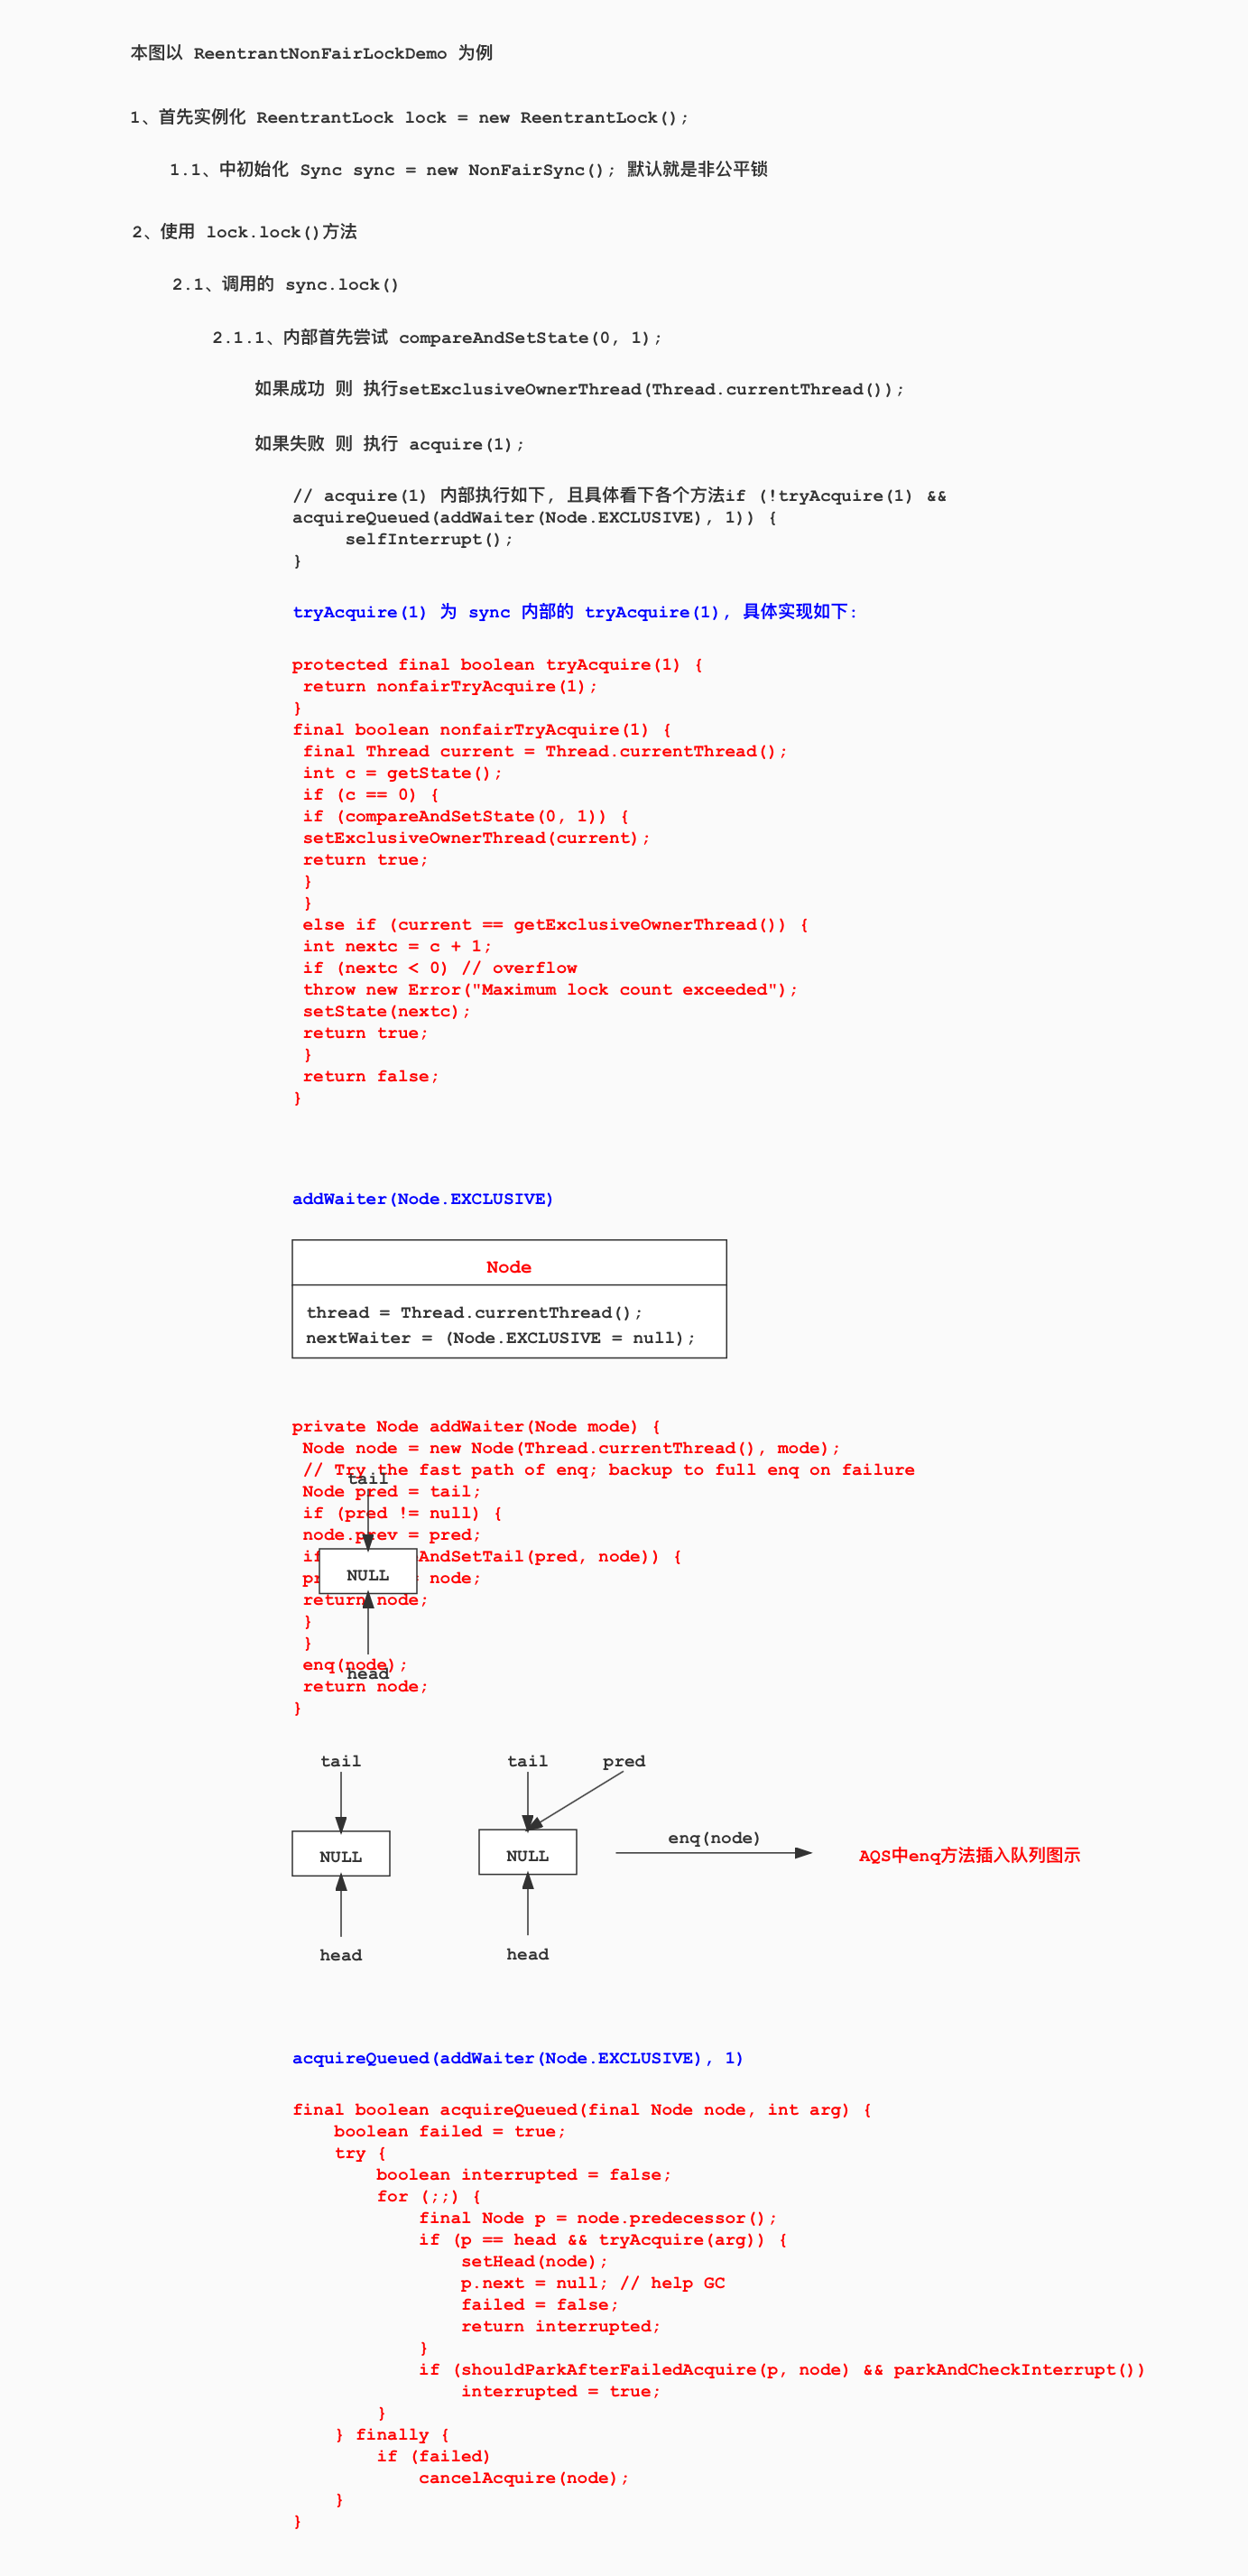 本图以 ReentrantNonFairLockDemo 为例
1、首先实例化 ReentrantLock lock = new ReentrantLock();
1.1、中初始化 Sync sync = new NonFairSync(); 默认就是非公平锁
2、使用 lock.lock()方法
2.1、调用的 sync.lock()
2.1.1、内部首先尝试 compareAndSetState(0, 1);
如果成功 则 执行setExclusiveOwnerThread(Thread.currentThread());
如果失败 则 执行 acquire(1);
// acquire(1) 内部执行如下, 且具体看下各个方法if (!tryAcquire(1) &&
acquireQueued(addWaiter(Node.EXCLUSIVE), 1)) {
selfInterrupt();
}
tryAcquire(1) 为 sync 内部的 tryAcquire(1), 具体实现如下:
protected final boolean tryAcquire(1) {
return nonfairTryAcquire(1);
}
final boolean nonfairTryAcquire(1) {
final Thread current = Thread.currentThread();
int c = getState();
if (c == 0) {
if (compareAndSetState(0, 1)) {
setExclusiveOwnerThread(current);
return true;
}
}
else if (current == getExclusiveOwnerThread()) {
int nextc = c + 1;
if (nextc < 0) // overflow
throw new Error("Maximum lock count exceeded");
setState(nextc);
return true;
}
return false;
}
addWaiter(Node.EXCLUSIVE)
Node
thread = Thread.currentThread();
nextWaiter = (Node.EXCLUSIVE = null);
private Node addWaiter(Node mode) {
Node node = new Node(Thread.currentThread(), mode);
// Try the fast path of enq; backup to full enq on failure
tail
Node pred = tail;
if (pred != null) {
node.prev = pred;
if AndSetTail(pred, node)) {
NULL
= node;
return node;
}
}
enq(node);
head
return node;
}
tail
tail pred
NULL
NULL
enq(node)
AQS中enq方法插入队列图示
head
head
acquireQueued(addWaiter(Node.EXCLUSIVE), 1)
final boolean acquireQueued(final Node node, int arg) {
boolean failed = true;
try {
boolean interrupted = false;
for (;;) {
final Node p = node.predecessor();
if (p == head && tryAcquire(arg)) {
setHead(node);
p.next = null; // help GC
failed = false;
return interrupted;
}
if (shouldParkAfterFailedAcquire(p, node) && parkAndCheckInterrupt())
interrupted = true;
}
} finally {
if (failed)
cancelAcquire(node);
}
}